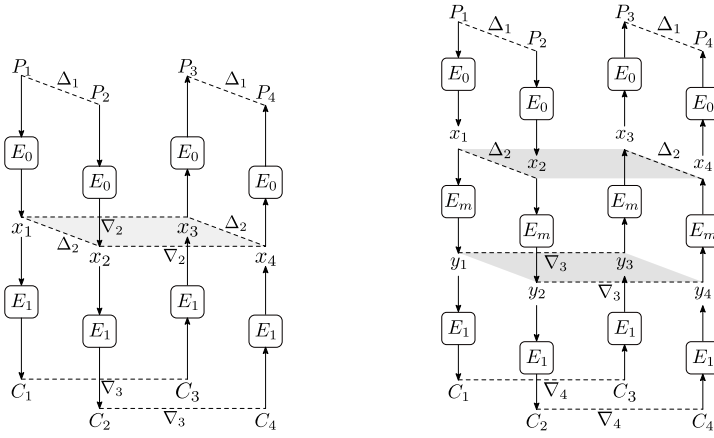 P₁ Δ₁ P₂ P₃ Δ₁ P₄
E₀ E₀ E₀ E₀
x₁ Δ₂ x₂ ∇₂ x₃ Δ₂ x₄
∇₂
E₁ E₁ E₁ E₁
C₁ ∇₃ C₃
C₂ ∇₃ C₄
P₁ Δ₁ P₂ P₃ Δ₁ P₄
E₀ E₀ E₀ E₀
x₁ Δ₂ x₂ x₃ Δ₂ x₄
Eₘ Eₘ Eₘ Eₘ
y₁ ∇₃ y₃
y₂ ∇₃ y₄
E₁ E₁ E₁ E₁
C₁ ∇₄ C₃
C₂ ∇₄ C₄